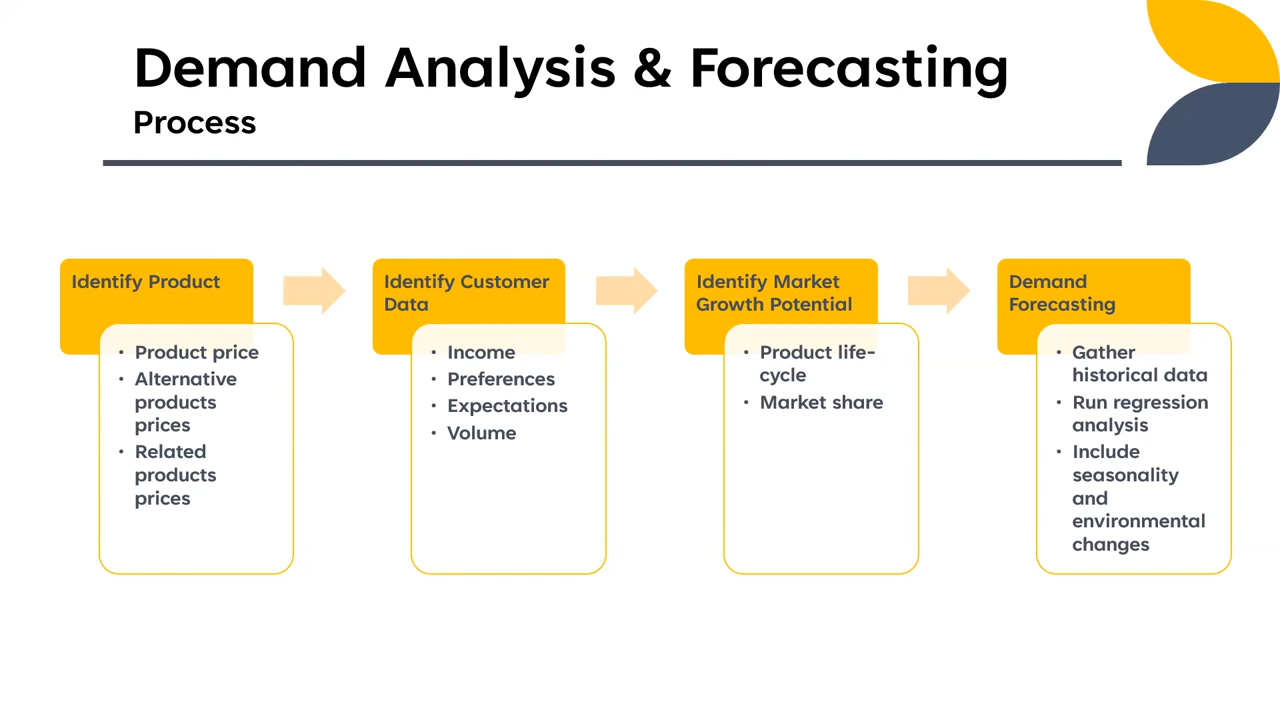 Demand Analysis & Forecasting
Process
Identify Product
• Product price
• Alternative
products
prices
• Related
products
prices
Identify Customer
Data
• Income
• Preferences
• Expectations
• Volume
Identify Market
Growth Potential
• Product life-
cycle
• Market share
Demand
Forecasting
• Gather
historical data
• Run regression
analysis
• Include
seasonality
and
environmental
changes